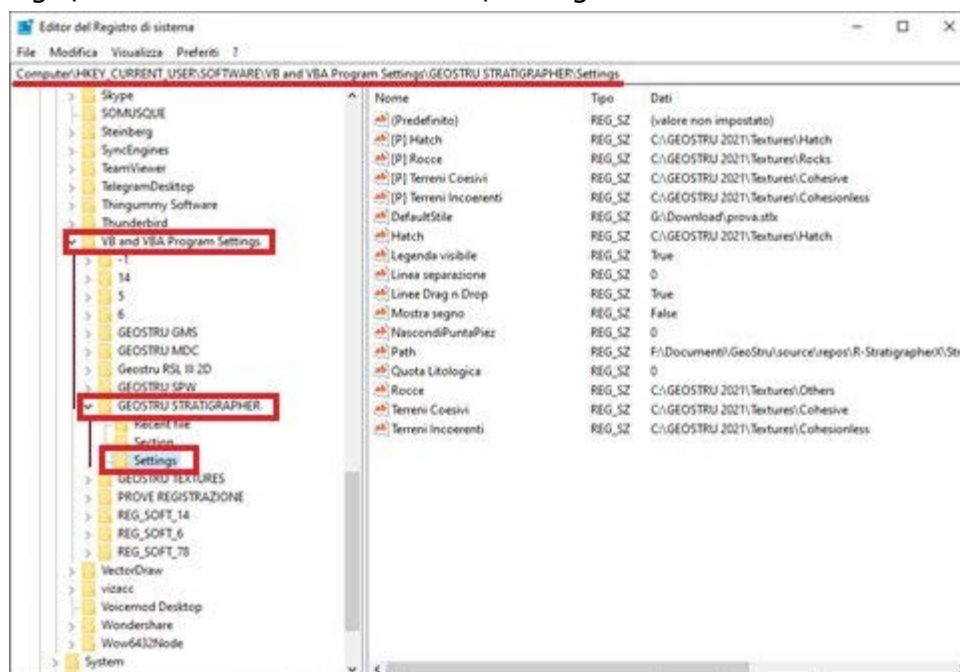 Editor del Registro di sistema
File Modifica Visualizza Preferiti ?
Computer\HKEY_CURRENT_USER\SOFTWARE\VB and VBA Program Settings\GEOSTRU STRATIGRAPHER\Settings
Skype
SOMUSQUE
Steinberg
SyncEngines
TeamViewer
TelegramDesktop
Thingummy Software
Thunderbird
VB and VBA Program Settings
-1
14
5
6
GEOSTRU GMS
GEOSTRU MDC
Geostru RSL III 2D
GEOSTRU SPW
GEOSTRU STRATIGRAPHER
Recent file
Section
Settings
GEOSTRU TEXTURES
PROVE REGISTRAZIONE
REG_SOFT_14
REG_SOFT_6
REG_SOFT_78
VectorDraw
vizacc
Voicemod Desktop
Wondershare
Wow6432Node
System
Nome Tipo Dati
(Predefinito) REG_SZ (valore non impostato)
[P] Hatch REG_SZ C:\GEOSTRU 2021\Textures\Hatch
[P] Rocce REG_SZ C:\GEOSTRU 2021\Textures\Rocks
[P] Terreni Coesivi REG_SZ C:\GEOSTRU 2021\Textures\Cohesive
[P] Terreni Incoerenti REG_SZ C:\GEOSTRU 2021\Textures\Cohesionless
DefaultStile REG_SZ G:\Download\prova.stlx
Hatch REG_SZ C:\GEOSTRU 2021\Textures\Hatch
Legenda visibile REG_SZ True
Linea separazione REG_SZ 0
Linee Drag n Drop REG_SZ True
Mostra segno REG_SZ False
NascondiPuntaPiez REG_SZ 0
Path REG_SZ F:\Documenti\GeoStru\source\repos\R-StratigrapherX\Str
Quota Litologica REG_SZ 0
Rocce REG_SZ C:\GEOSTRU 2021\Textures\Others
Terreni Coesivi REG_SZ C:\GEOSTRU 2021\Textures\Cohesive
Terreni Incoerenti REG_SZ C:\GEOSTRU 2021\Textures\Cohesionless